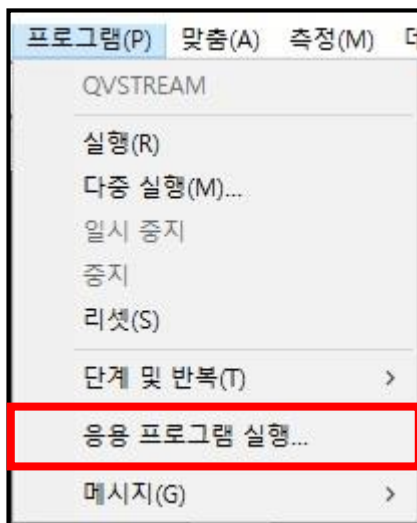 프로그램(P) 맞춤(A) 측정(M)
QVSTREAM
실행(R)
다중 실행(M)...
일시 중지
중지
리셋(S)
단계 및 반복(T) >
응용 프로그램 실행...
메시지(G) >